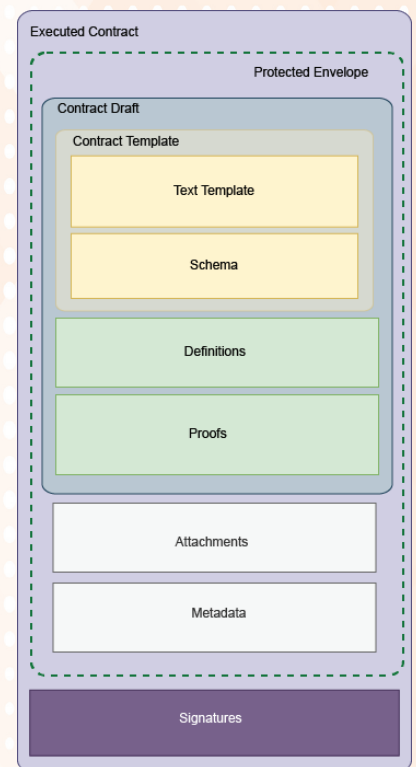 Executed Contract
Protected Envelope
Contract Draft
Contract Template
Text Template
Schema
Definitions
Proofs
Attachments
Metadata
Signatures